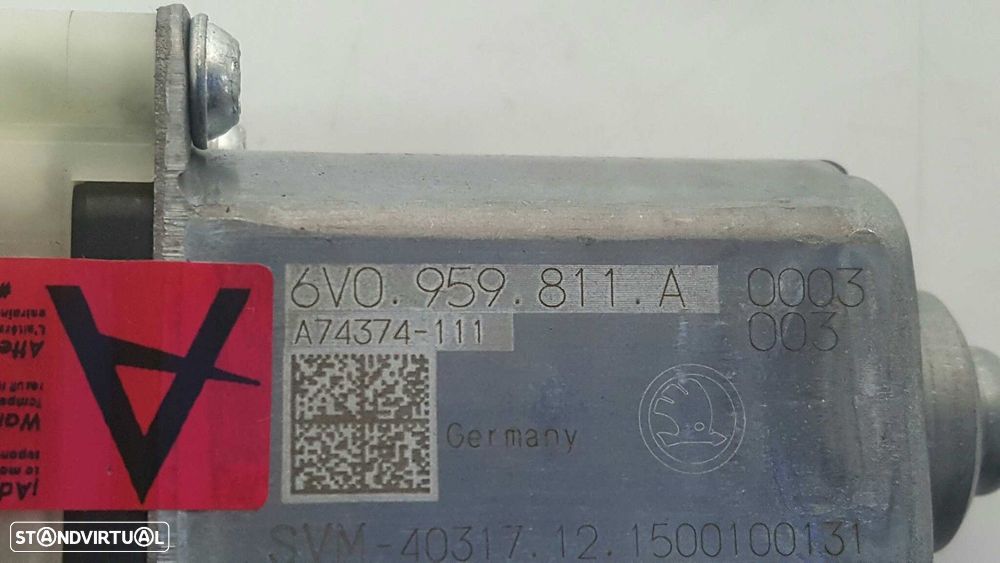 6V0.959.811.A 0003
A74374-111 003
Germany
SVM-40317.12.1500100131
A
STANDVIRTUAL